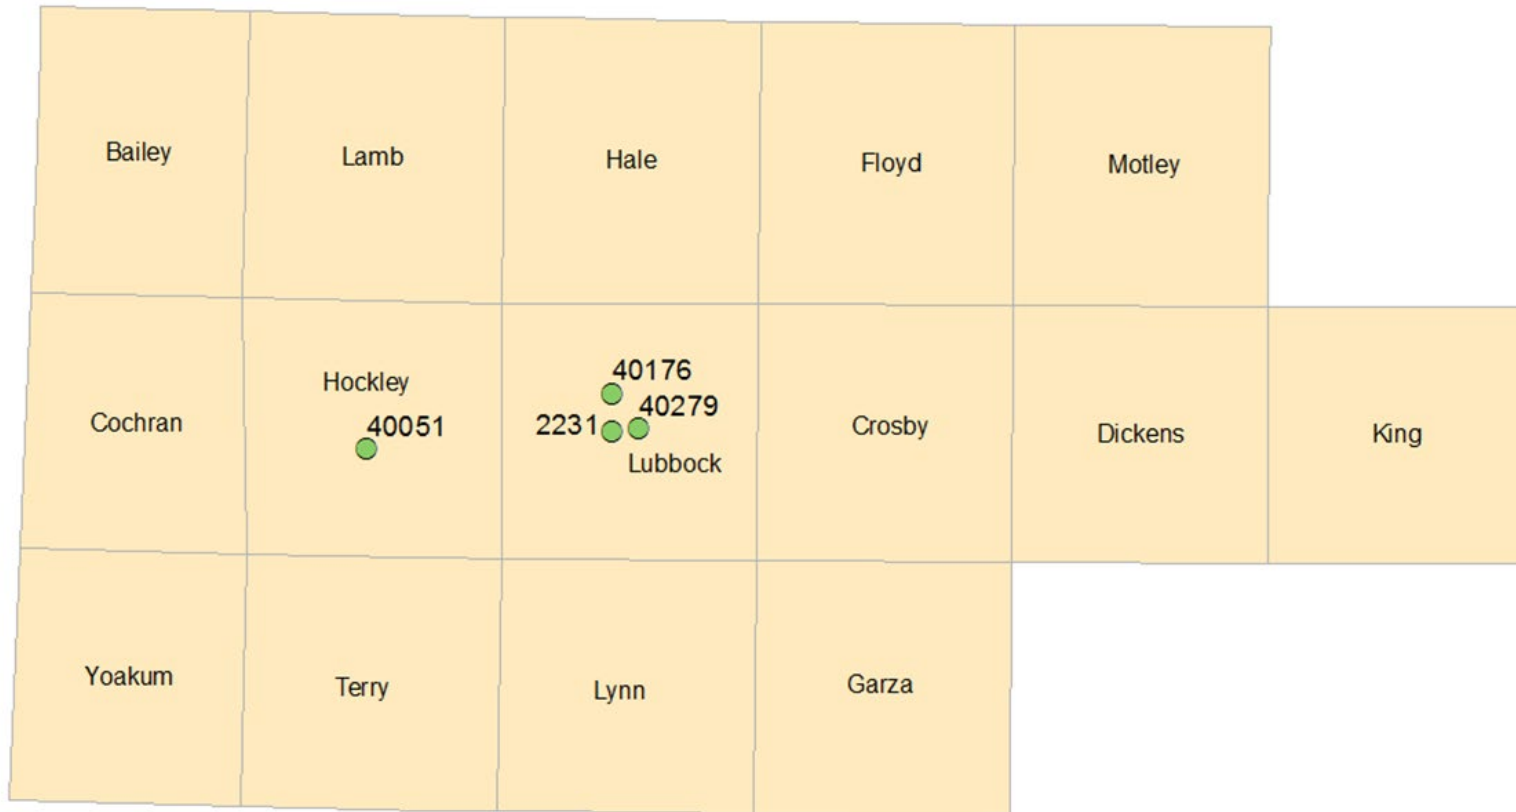 Bailey
Lamb
Hale
Floyd
Motley
Cochran
Hockley
40051
40176
40279
2231
Lubbock
Crosby
Dickens
King
Yoakum
Terry
Lynn
Garza